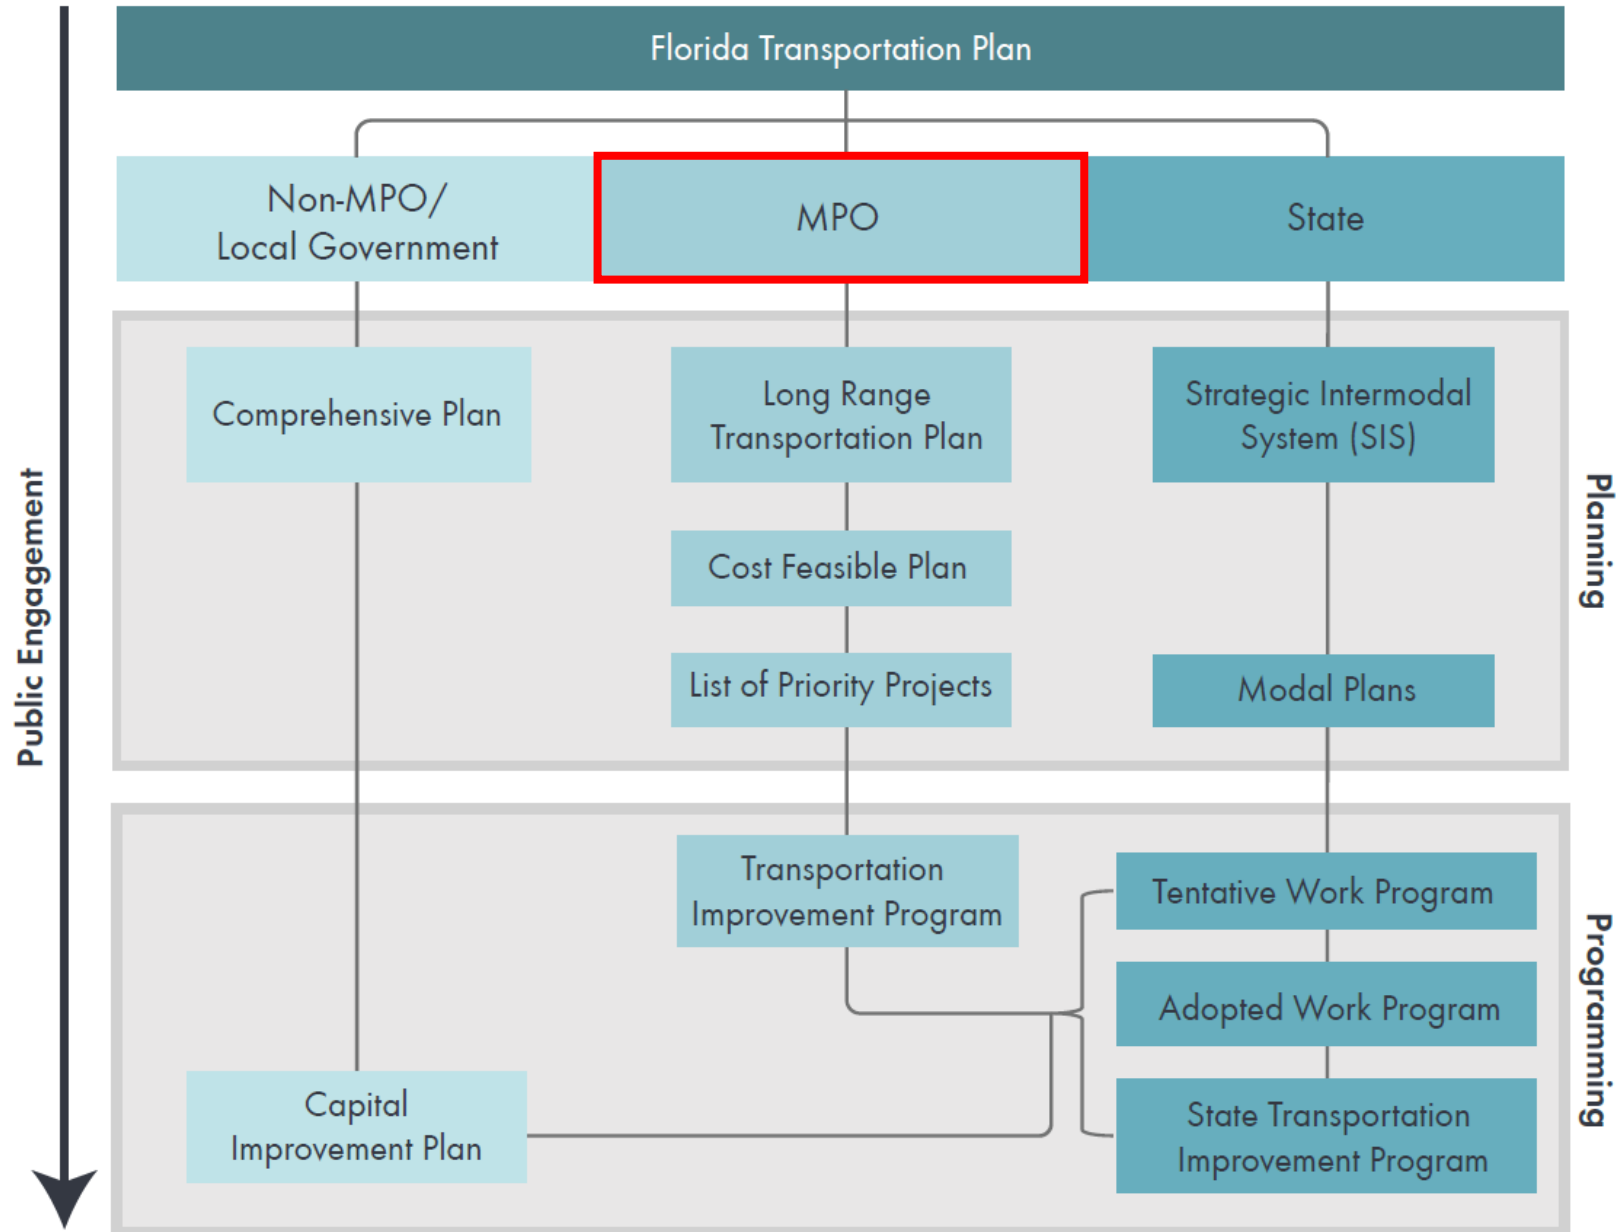 Florida Transportation Plan
Non-MPO/
Local Government
MPO
State
Public Engagement
Planning
Comprehensive Plan
Long Range
Transportation Plan
Strategic Intermodal
System (SIS)
Cost Feasible Plan
List of Priority Projects
Modal Plans
Programming
Transportation
Improvement Program
Tentative Work Program
Adopted Work Program
Capital
Improvement Plan
State Transportation
Improvement Program